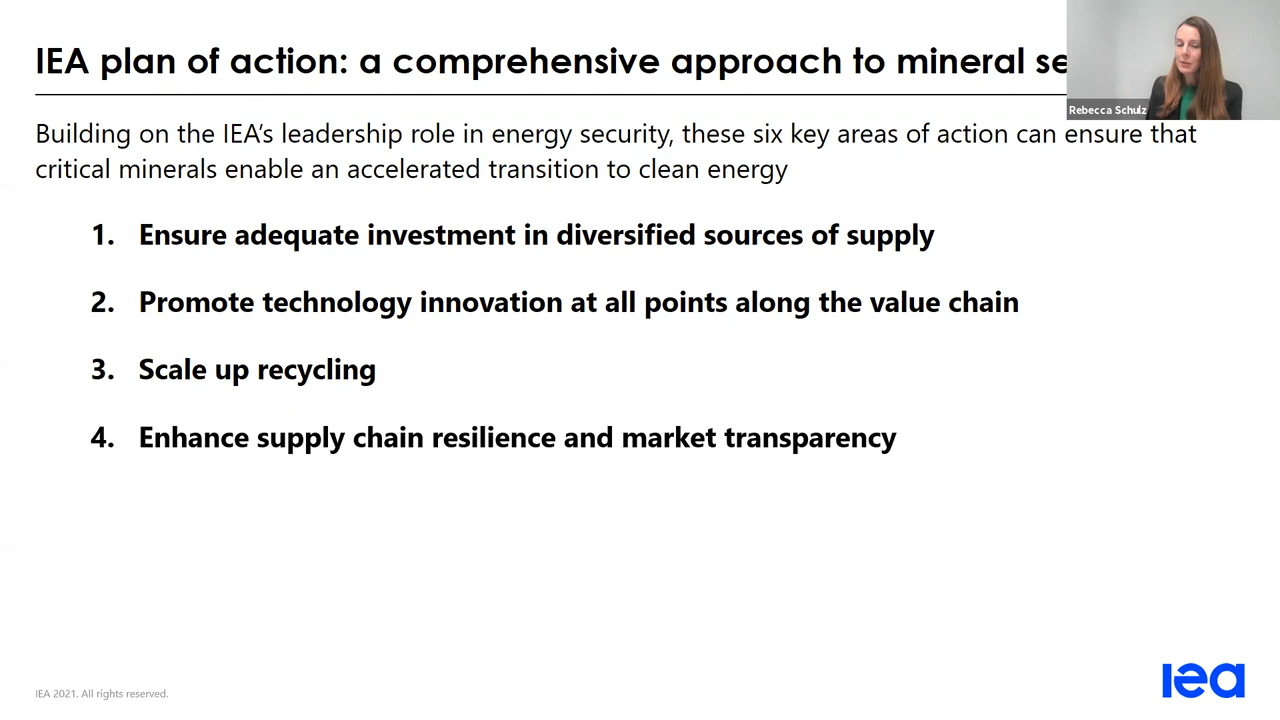 IEA plan of action: a comprehensive approach to mineral se
Rebecca Schulz
Building on the IEA’s leadership role in energy security, these six key areas of action can ensure that
critical minerals enable an accelerated transition to clean energy
1. Ensure adequate investment in diversified sources of supply
2. Promote technology innovation at all points along the value chain
3. Scale up recycling
4. Enhance supply chain resilience and market transparency
IEA 2021. All rights reserved.
iea